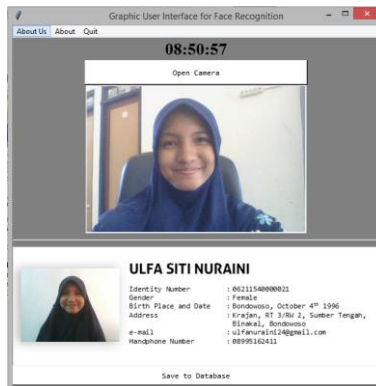 Graphic User Interface for Face Recognition
About Us About Quit
08:50:57
Open Camera
ULFA SITI NURAINI
Identity Number : 06211540000021
Gender : Female
Birth Place and Date : Bondowoso, October 4ᵀᴴ 1996
Address : Krajan, RT 3/RW 2, Sumber Tengah,
Binakal, Bondowoso
e-mail : ulfanuraini24@gmail.com
Handphone Number : 08995162411
Save to Database